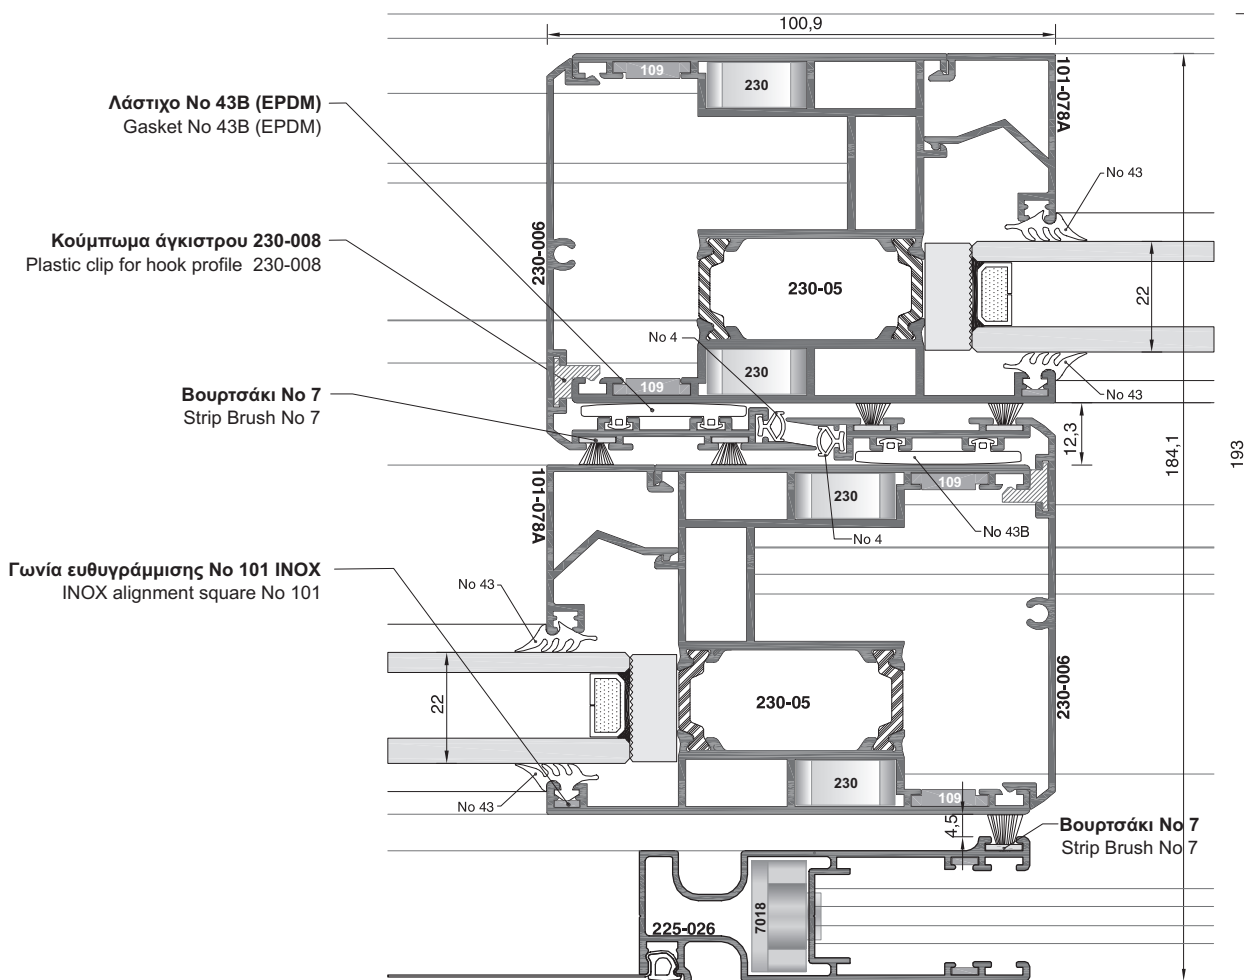 100,9
109
230
101-078A
Λάστιχο Νο 43B (EPDM)
Gasket No 43B (EPDM)
No 43
Κούμπωμα άγκιστρου 230-008
Plastic clip for hook profile 230-008
230-006
230-05
22
No 4
109
230
No 43
Βουρτσάκι Νο 7
Strip Brush No 7
12,3
184,1
193
101-078A
230
109
No 4
No 43B
Γωνία ευθυγράμμισης Νο 101 INOX
INOX alignment square No 101
No 43
22
230-05
230-006
230
109
No 43
4,5
Βουρτσάκι Νο 7
Strip Brush No 7
7018
225-026